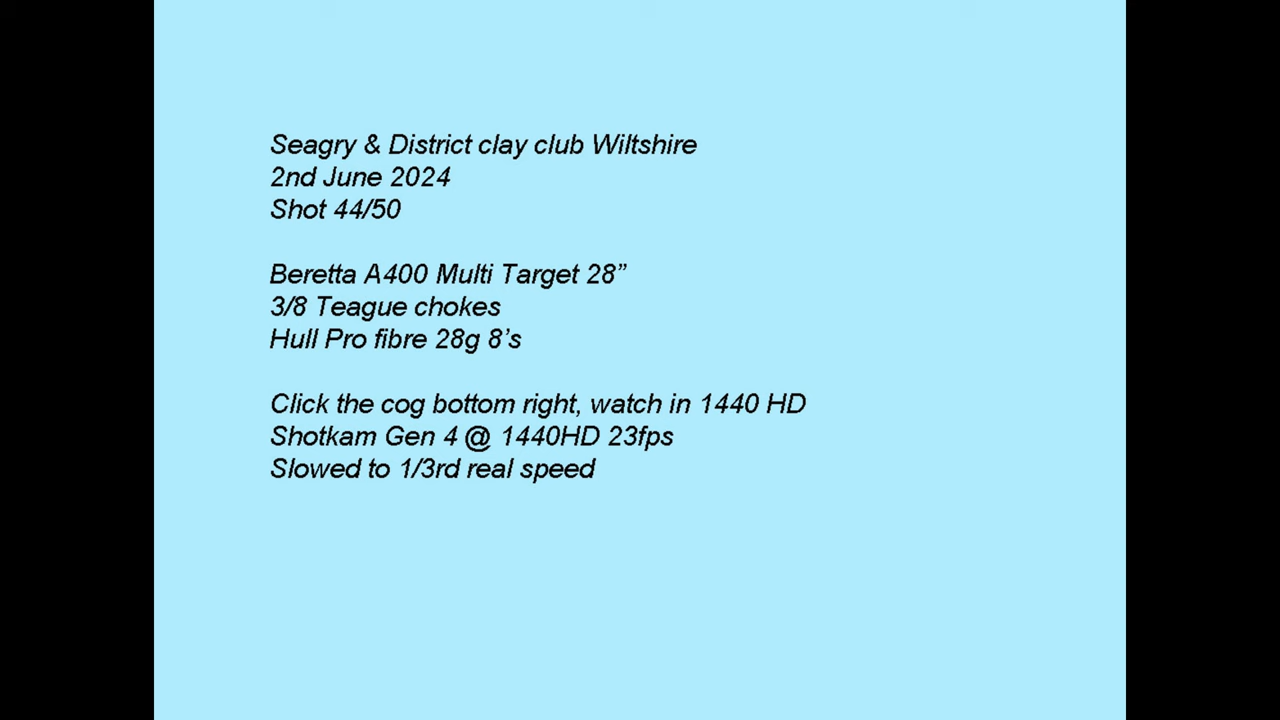 Seagry & District clay club Wiltshire
2nd June 2024
Shot 44/50
Beretta A400 Multi Target 28”
3/8 Teague chokes
Hull Pro fibre 28g 8’s
Click the cog bottom right, watch in 1440 HD
Shotkam Gen 4 @ 1440HD 23fps
Slowed to 1/3rd real speed